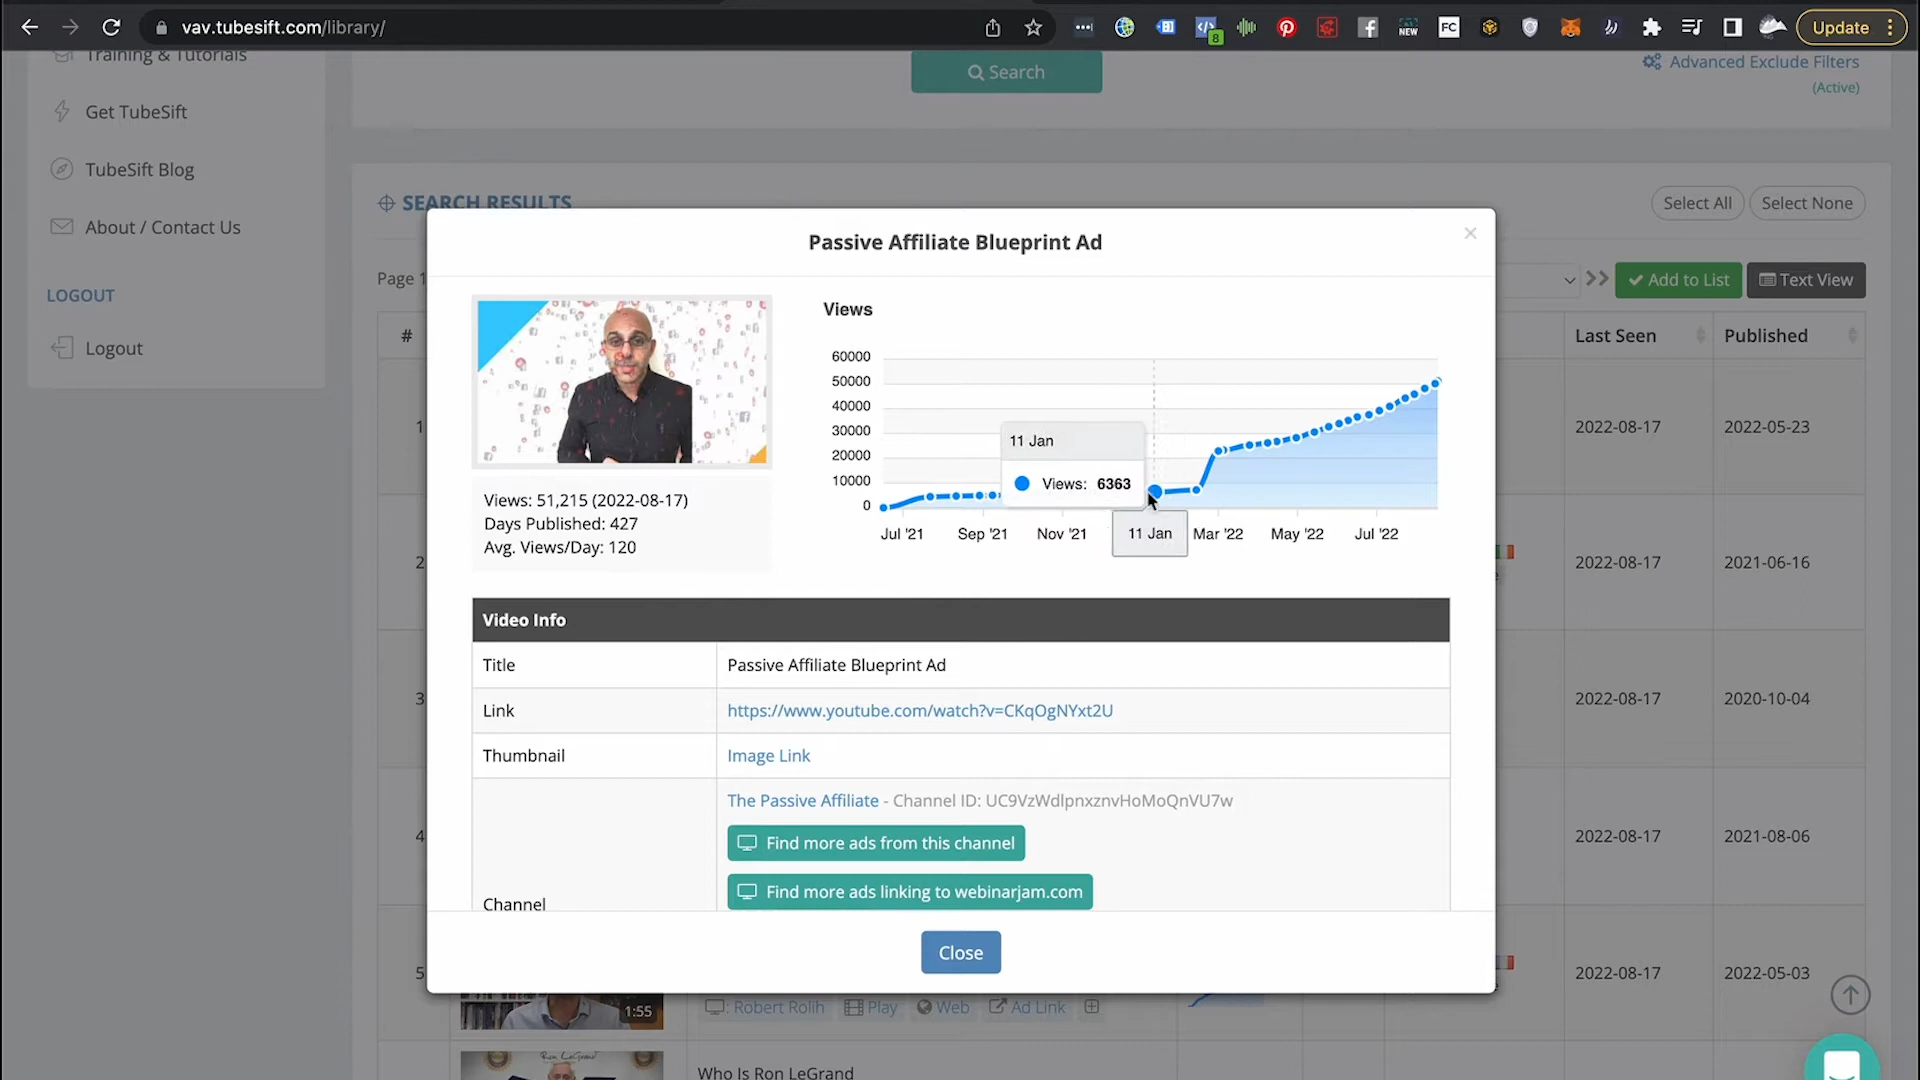 vav.tubesift.com/library/
8
NEW
FC
Update
Training & Tutorials
Get TubeSift
TubeSift Blog
About / Contact Us
LOGOUT
Logout
Search
Advanced Exclude Filters
(Active)
SEARCH RESULTS
Select All
Select None
Page 1
Add to List
Text View
#
Last Seen
Published
1
2022-08-17
2022-05-23
2
2022-08-17
2021-06-16
3
2022-08-17
2020-10-04
4
2022-08-17
2021-08-06
5
2022-08-17
2022-05-03
Passive Affiliate Blueprint Ad
×
Views: 51,215 (2022-08-17)
Days Published: 427
Avg. Views/Day: 120
Views
60000
50000
40000
30000
20000
10000
0
11 Jan
Views: 6363
Jul '21
Sep '21
Nov '21
11 Jan
Mar '22
May '22
Jul '22
Video Info
Title
Passive Affiliate Blueprint Ad
Link
https://www.youtube.com/watch?v=CKqOgNYxt2U
Thumbnail
Image Link
Channel
The Passive Affiliate - Channel ID: UC9VzWdlpnxznvHoMoQnVU7w
Find more ads from this channel
Find more ads linking to webinarjam.com
Close
1:55
: Robert Rolih
Play
Web
Ad Link
Ron LeGrand
Who Is Ron LeGrand